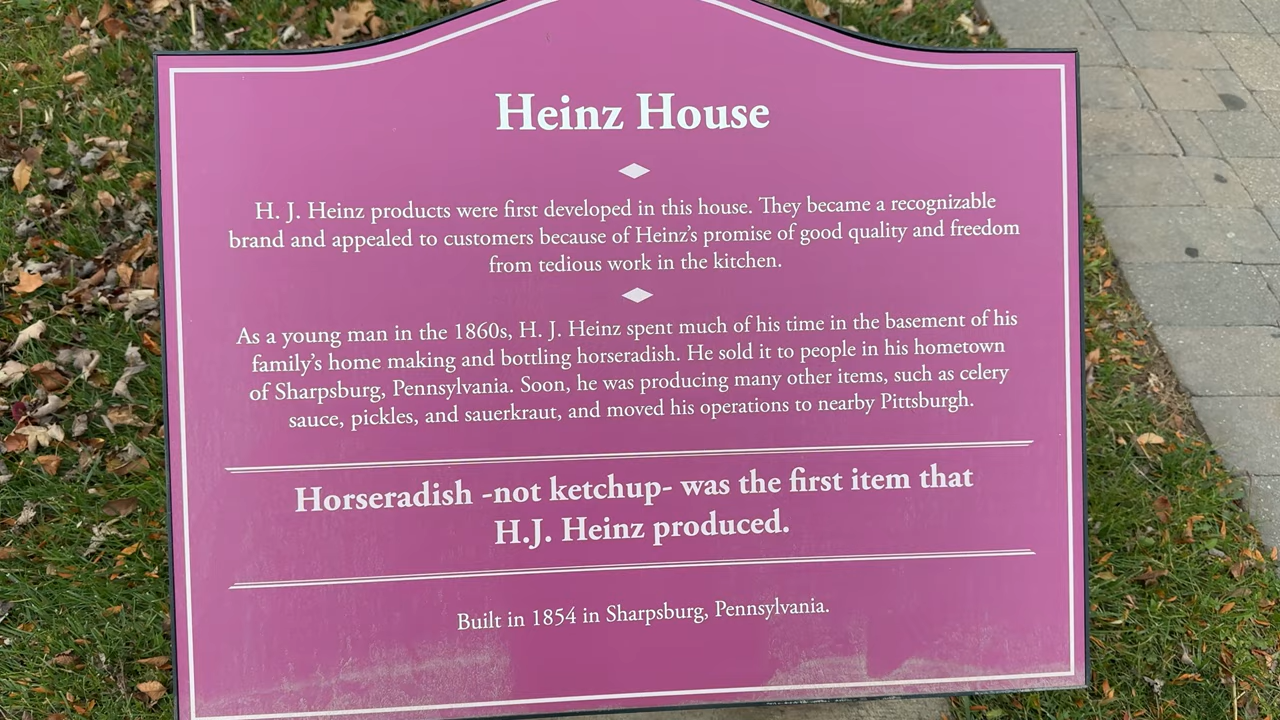 Heinz House
H. J. Heinz products were first developed in this house. They became a recognizable
brand and appealed to customers because of Heinz's promise of good quality and freedom
from tedious work in the kitchen.
As a young man in the 1860s, H. J. Heinz spent much of his time in the basement of his
family's home making and bottling horseradish. He sold it to people in his hometown
of Sharpsburg, Pennsylvania. Soon, he was producing many other items, such as celery
sauce, pickles, and sauerkraut, and moved his operations to nearby Pittsburgh.
Horseradish -not ketchup- was the first item that
H.J. Heinz produced.
Built in 1854 in Sharpsburg, Pennsylvania.